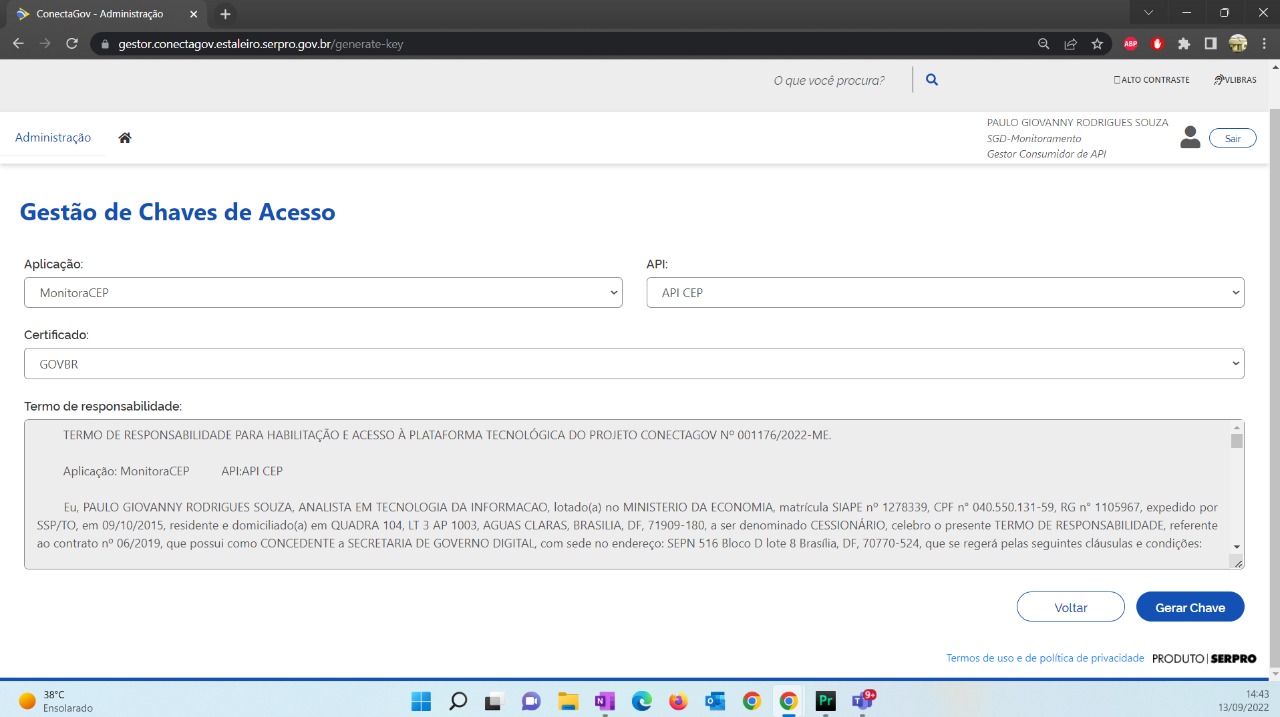 ConectaGov - Administração
gestor.conectagov.estaleiro.serpro.gov.br/generate-key
ABP
O que você procura?
ALTO CONTRASTE
VLIBRAS
Administração
PAULO GIOVANNY RODRIGUES SOUZA
SGD-Monitoramento
Gestor Consumidor de API
Sair
Gestão de Chaves de Acesso
Aplicação:
API:
MonitoraCEP
API CEP
Certificado:
GOVBR
Termo de responsabilidade:
TERMO DE RESPONSABILIDADE PARA HABILITAÇÃO E ACESSO À PLATAFORMA TECNOLÓGICA DO PROJETO CONECTAGOV Nº 001176/2022-ME.
Aplicação: MonitoraCEP API:API CEP
Eu, PAULO GIOVANNY RODRIGUES SOUZA, ANALISTA EM TECNOLOGIA DA INFORMACAO, lotado(a) no MINISTERIO DA ECONOMIA, matrícula SIAPE nº 1278339, CPF n° 040.550.131-59, RG n° 1105967, expedido por
SSP/TO, em 09/10/2015, residente e domiciliado(a) em QUADRA 104, LT 3 AP 1003, AGUAS CLARAS, BRASILIA, DF, 71909-180, a ser denominado CESSIONÁRIO, celebro o presente TERMO DE RESPONSABILIDADE, referente
ao contrato nº 06/2019, que possui como CONCEDENTE a SECRETARIA DE GOVERNO DIGITAL, com sede no endereço: SEPN 516 Bloco D lote 8 Brasília, DF, 70770-524, que se regerá pelas seguintes cláusulas e condições:
Voltar
Gerar Chave
Termos de uso e de política de privacidade
PRODUTO | SERPRO
38°C
Ensolarado
N
Pr
9+
14:43
13/09/2022